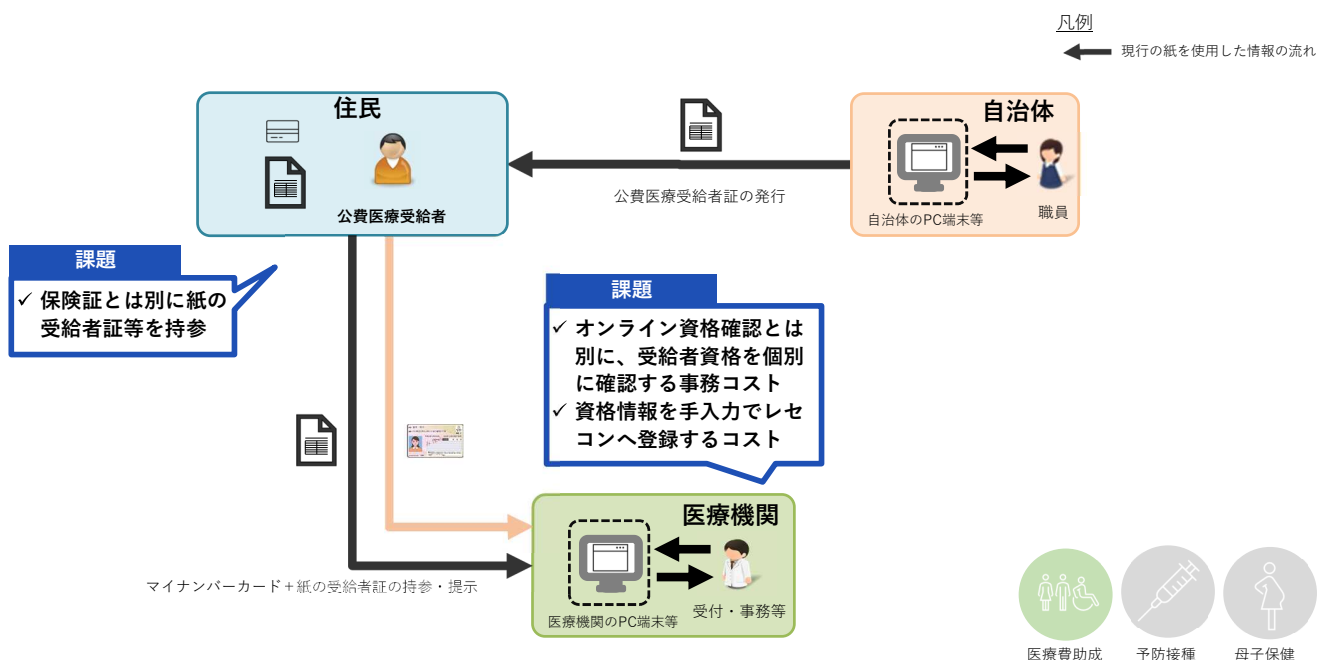 凡例
現行の紙を使用した情報の流れ
住民
公費医療受給者
公費医療受給者証の発行
自治体
自治体のPC端末等
職員
課題
✓ 保険証とは別に紙の
受給者証等を持参
課題
✓ オンライン資格確認とは
別に、受給者資格を個別
に確認する事務コスト
✓ 資格情報を手入力でレセ
コンへ登録するコスト
マイナンバーカード+紙の受給者証の持参・提示
医療機関
医療機関のPC端末等
受付・事務等
医療費助成
予防接種
母子保健